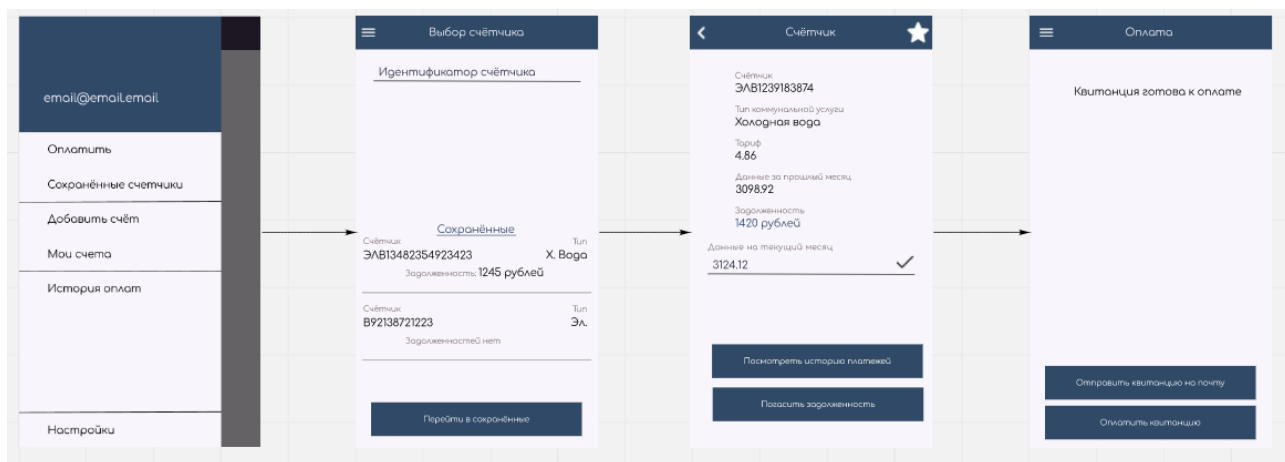 email@email.email
Оплатить
Сохранённые счетчики
Добавить счёт
Мои счета
История оплат
Настройки
Выбор счётчика
Идентификатор счётчика
Сохранённые
Счётчик Тип
ЭЛВ13482354923423 Х. Вода
Задолженность: 1245 рублей
Счётчик Тип
В92138721223 Эл.
Задолженностей нет
Перейти в сохранённые
Счётчик
Счётчик
ЭЛВ1239183874
Тип коммунальной услуги
Холодная вода
Тариф
4.86
Данные за прошлый месяц
3098.92
Задолженность
1420 рублей
Данные на текущий месяц
3124.12
Посмотреть историю платежей
Погасить задолженность
Оплата
Квитанция готова к оплате
Отправить квитанцию на почту
Оплатить квитанцию